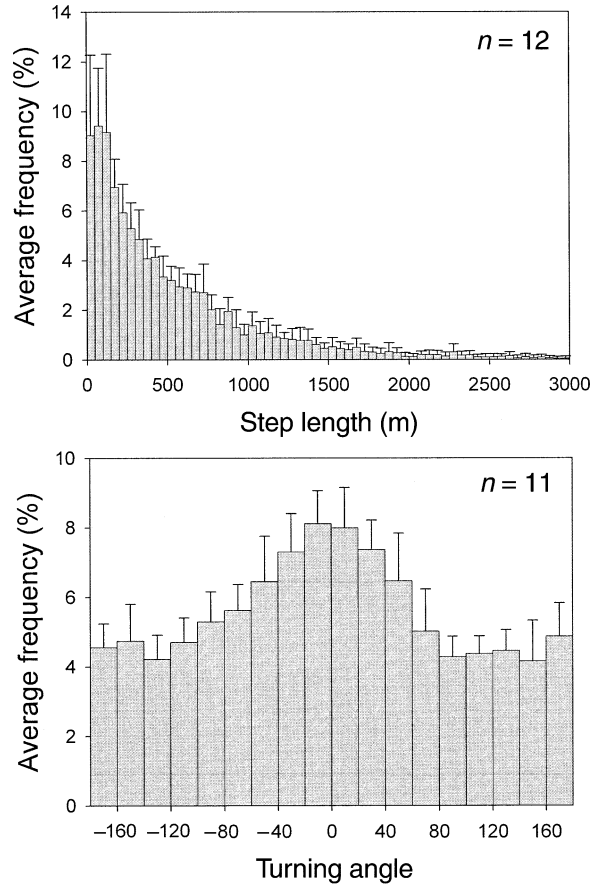 14
n = 12
12
10
8
6
4
2
0
Average frequency (%)
0 500 1000 1500 2000 2500 3000
Step length (m)
10
n = 11
8
6
4
2
0
Average frequency (%)
–160 –120 –80 –40 0 40 80 120 160
Turning angle